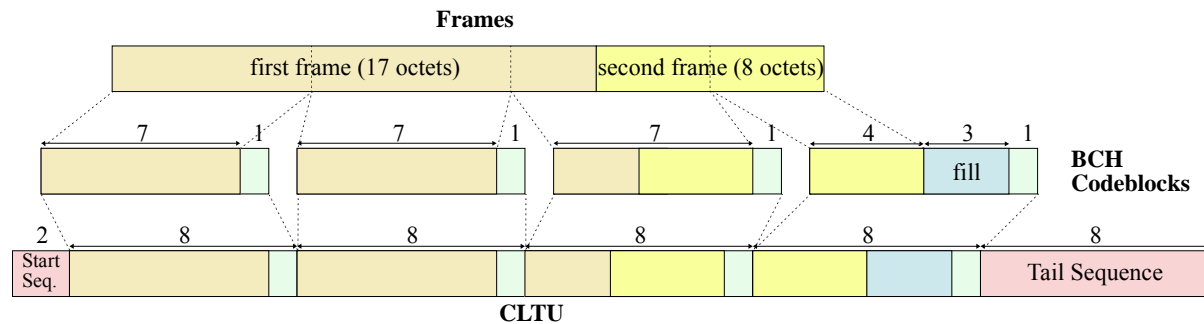 Frames
first frame (17 octets) second frame (8 octets)
7 1 7 1 7 1 4 3 1
fill
BCH
Codeblocks
2 8 8 8 8 8
Start
Seq.
Tail Sequence
CLTU